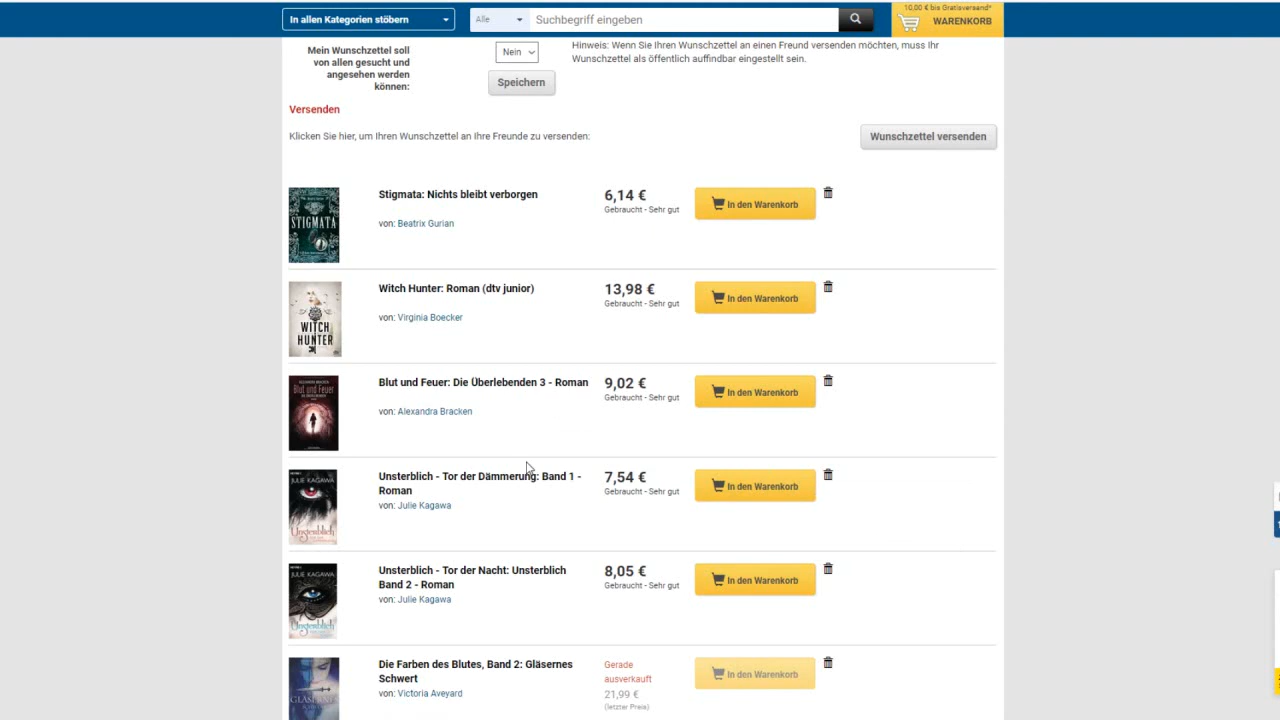 10,00 € bis Gratisversand*
In allen Kategorien stöbern
Alle
Suchbegriff eingeben
WARENKORB
Mein Wunschzettel soll
von allen gesucht und
angesehen werden
können:
Nein
Hinweis: Wenn Sie Ihren Wunschzettel an einen Freund versenden möchten, muss Ihr
Wunschzettel als öffentlich auffindbar eingestellt sein.
Speichern
Versenden
Klicken Sie hier, um Ihren Wunschzettel an Ihre Freunde zu versenden:
Wunschzettel versenden
STIGMATA
Stigmata: Nichts bleibt verborgen
von: Beatrix Gurian
6,14 €
Gebraucht - Sehr gut
In den Warenkorb
WITCH
HUNTER
Witch Hunter: Roman (dtv junior)
von: Virginia Boecker
13,98 €
Gebraucht - Sehr gut
In den Warenkorb
Blut und Feuer
Blut und Feuer: Die Überlebenden 3 - Roman
von: Alexandra Bracken
9,02 €
Gebraucht - Sehr gut
In den Warenkorb
JULIE KAGAWA
Unsterblich
Unsterblich - Tor der Dämmerung: Band 1 -
Roman
von: Julie Kagawa
7,54 €
Gebraucht - Sehr gut
In den Warenkorb
JULIE KAGAWA
Unsterblich
Unsterblich - Tor der Nacht: Unsterblich
Band 2 - Roman
von: Julie Kagawa
8,05 €
Gebraucht - Sehr gut
In den Warenkorb
GLÄSERNES
Die Farben des Blutes, Band 2: Gläsernes
Schwert
von: Victoria Aveyard
Gerade
ausverkauft
21,99 €
(letzter Preis)
In den Warenkorb